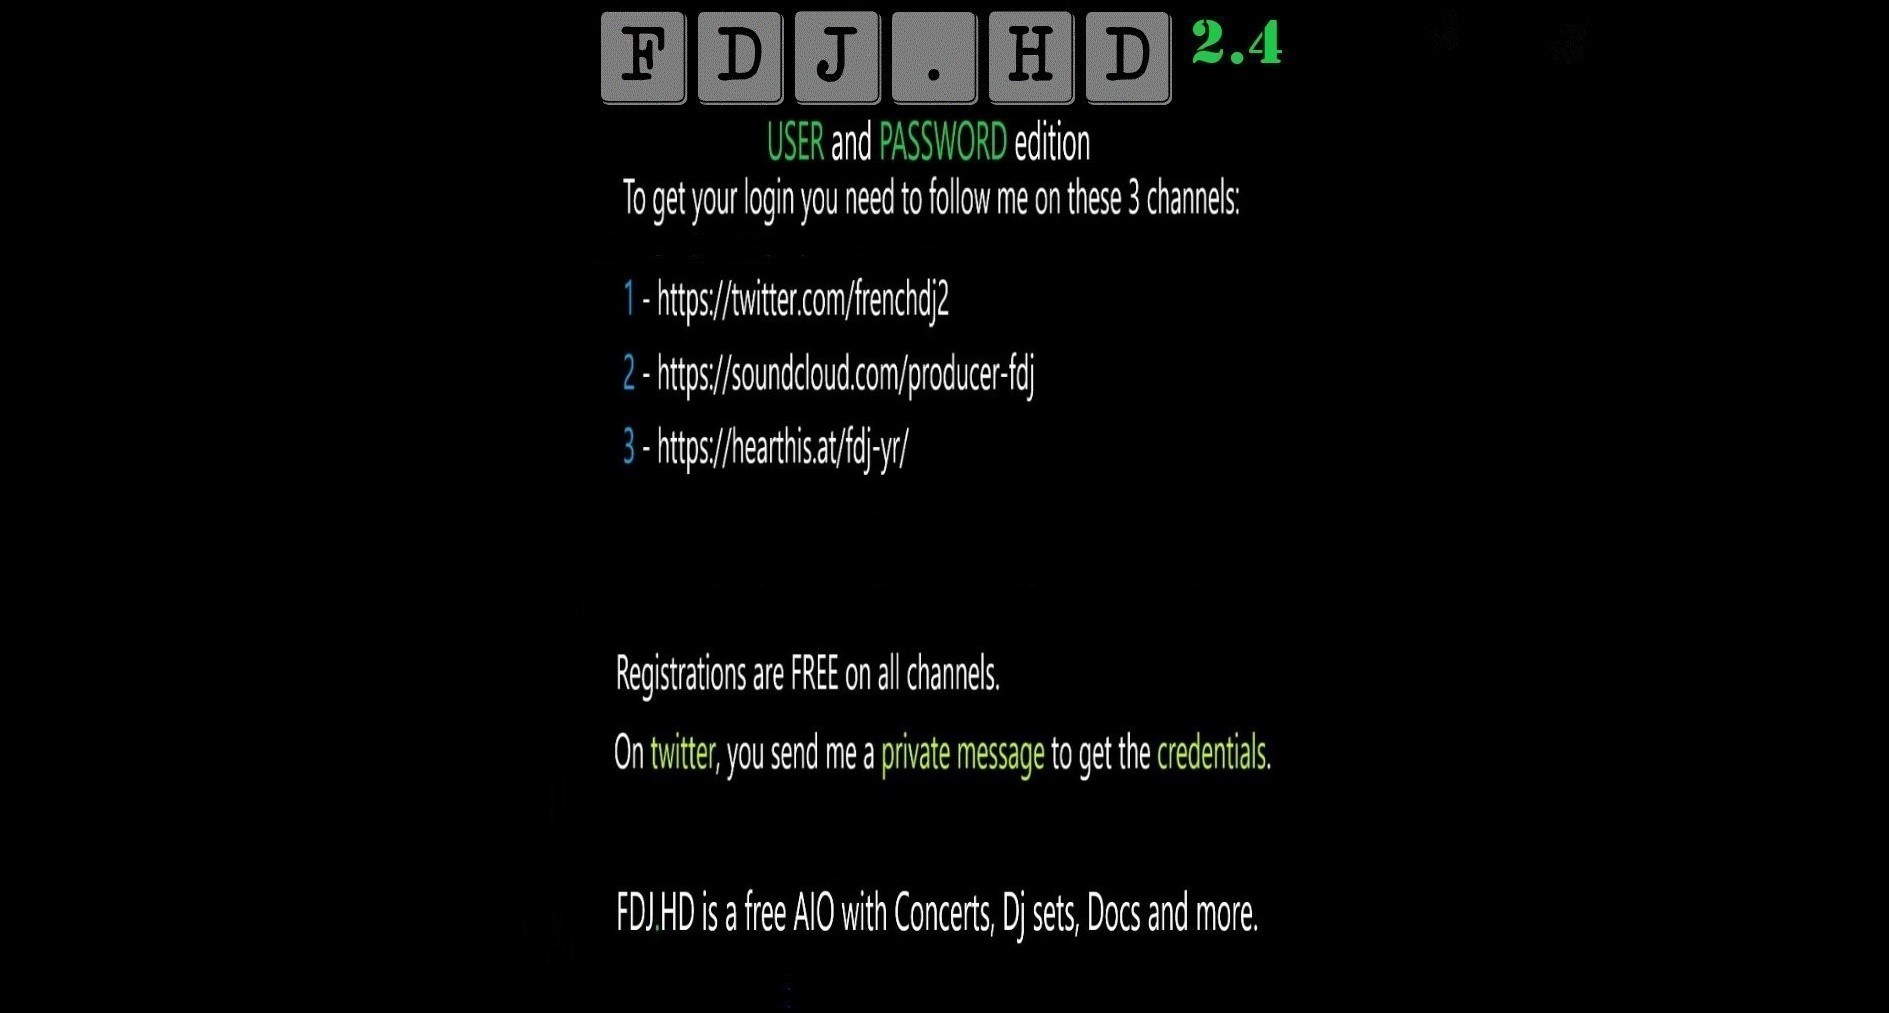 FDJ.HD 2.4
USER and PASSWORD edition
To get your login you need to follow me on these 3 channels:
1 - https://twitter.com/frenchdj2
2 - https://soundcloud.com/producer-fdj
3 - https://hearthis.at/fdj-yr/
Registrations are FREE on all channels.
On twitter, you send me a private message to get the credentials.
FDJ.HD is a free AIO with Concerts, Dj sets, Docs and more.